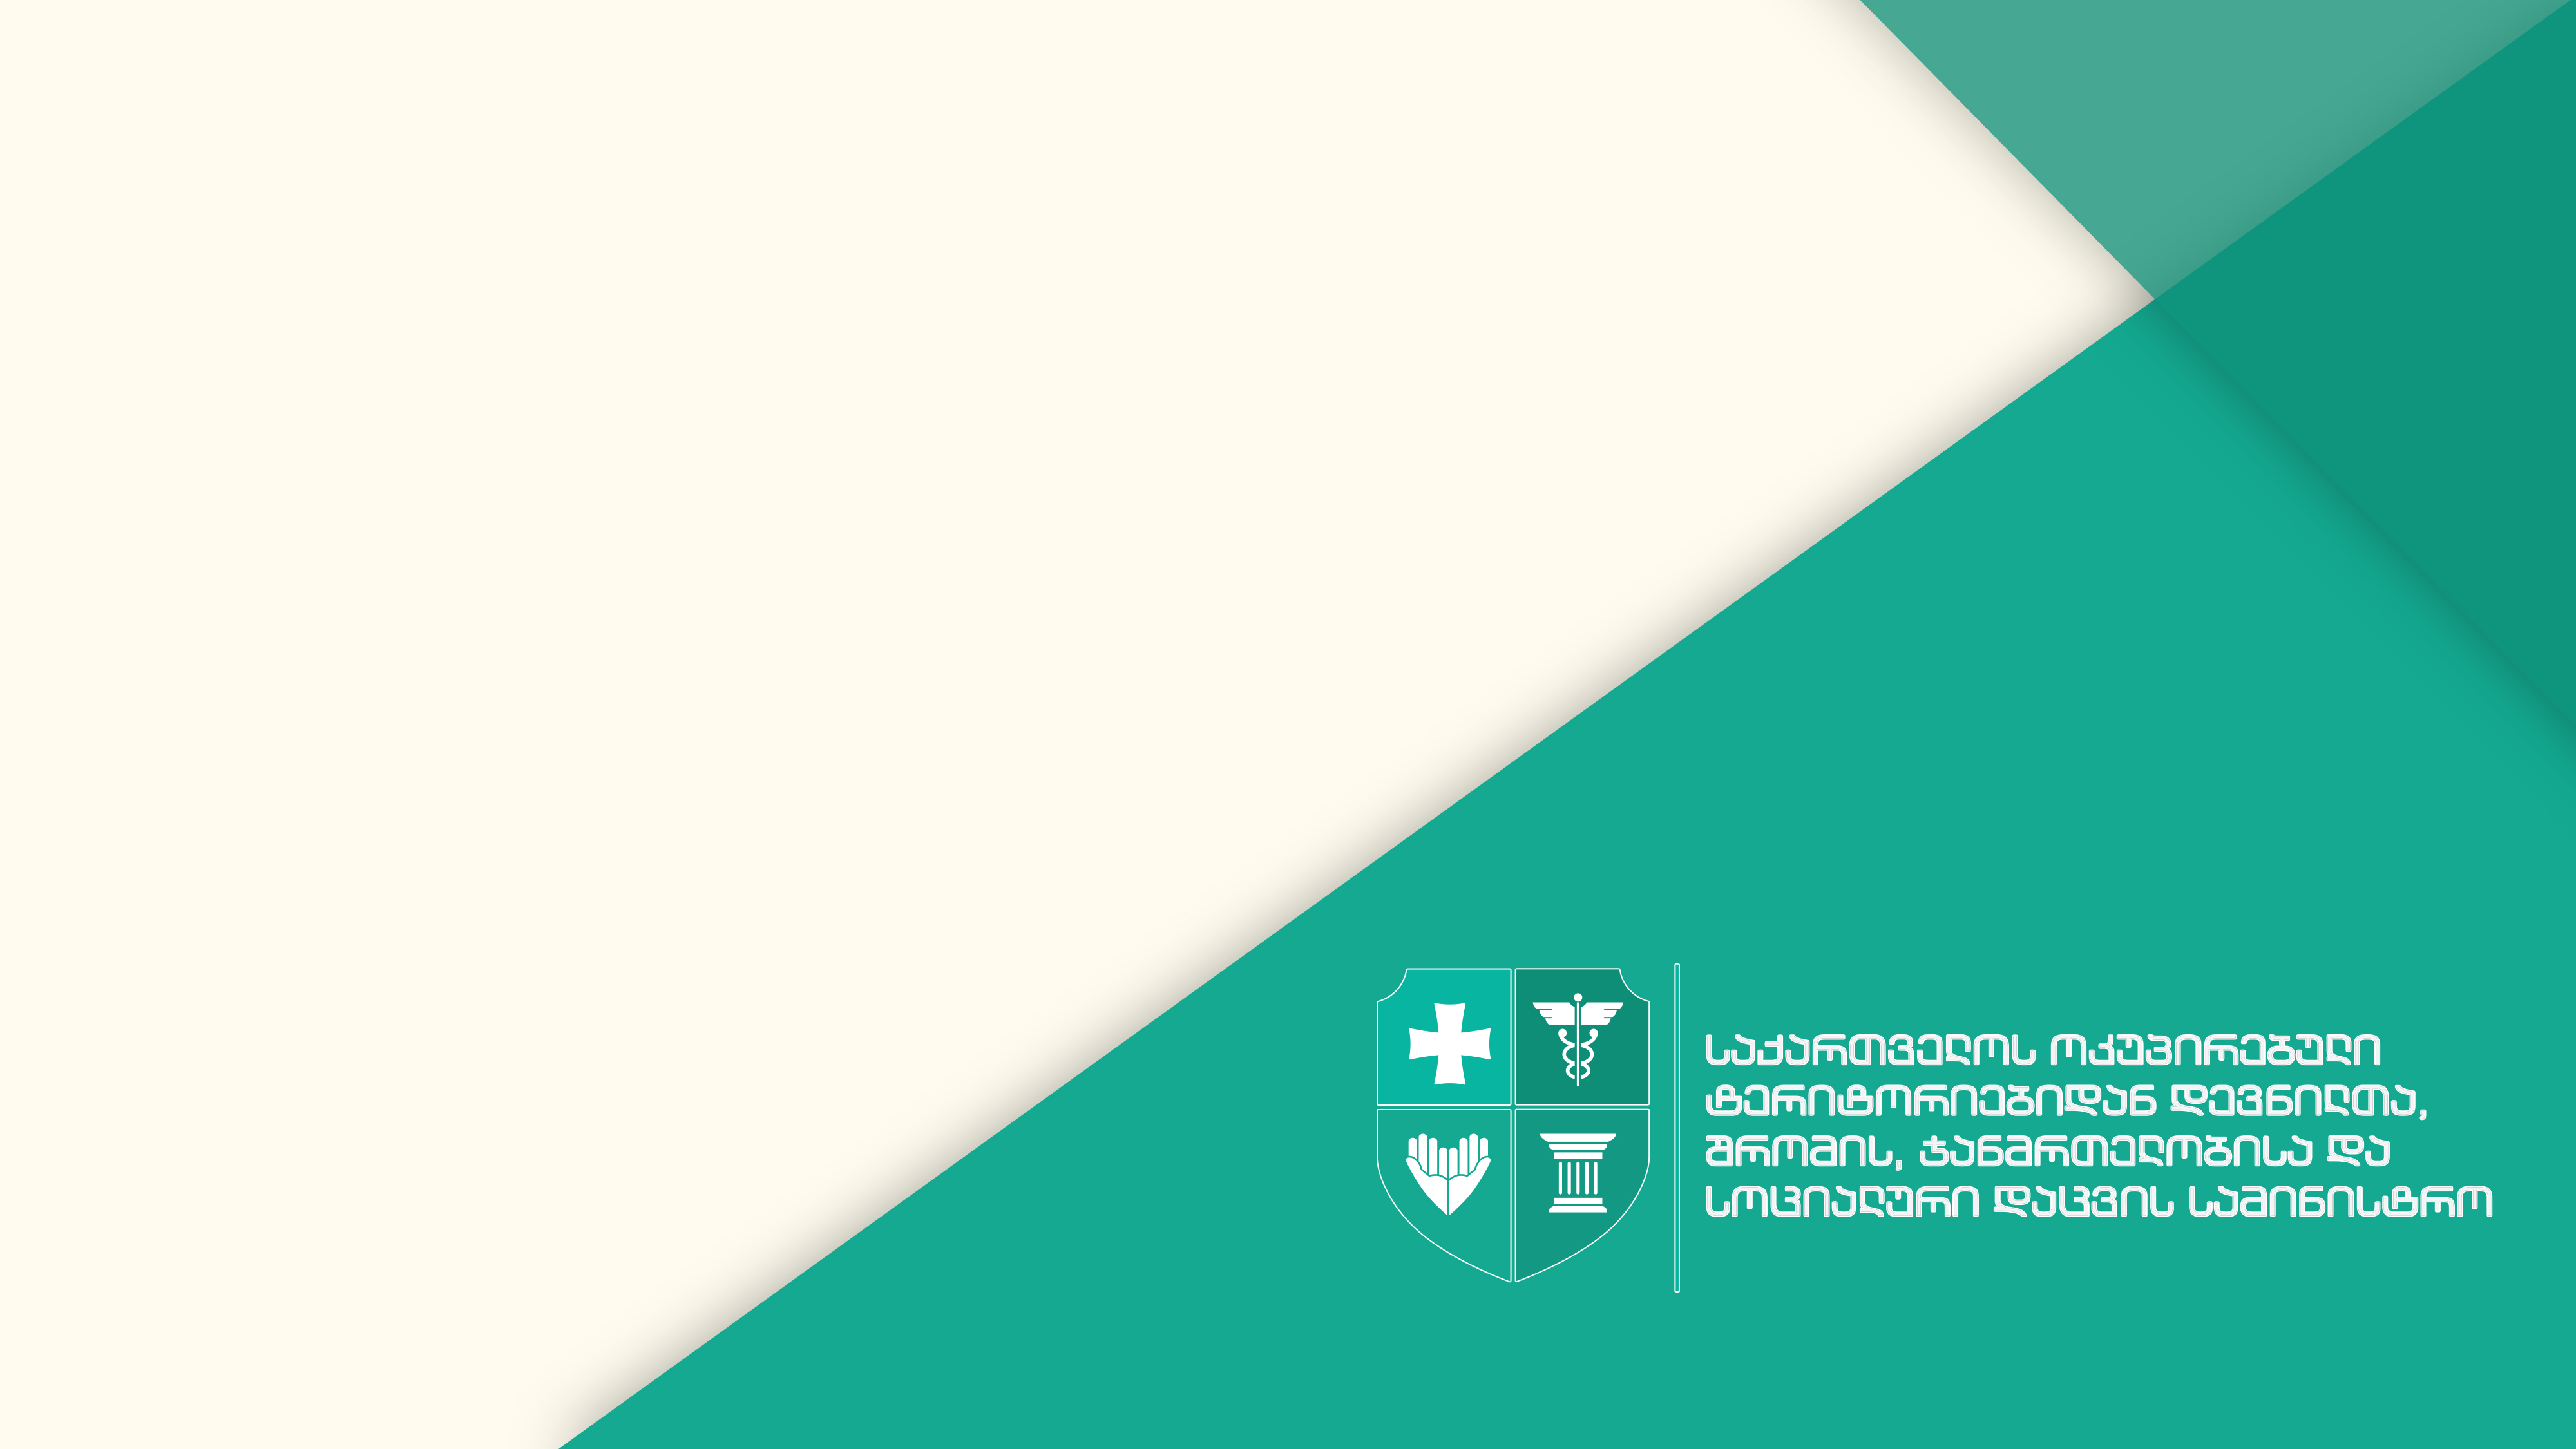 საქართველოს ოკუპირებული
ტერიტორიებიდან დევნილთა,
შრომის, ჯანმრთელობისა და
სოციალური დაცვის სამინისტრო